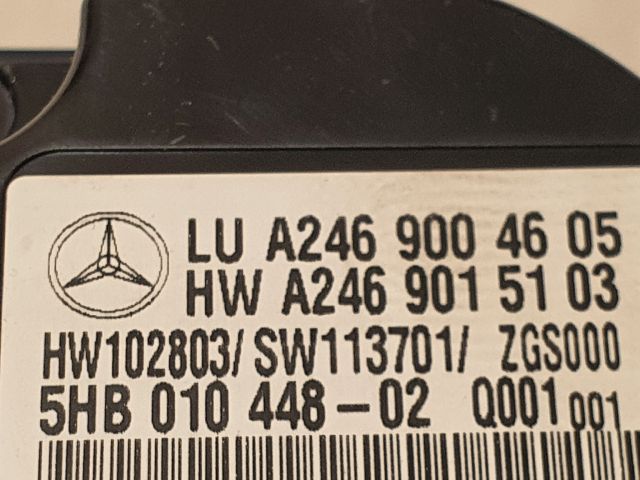 LU A246 900 46 05
HW A246 901 51 03
HW102803/ SW113701/ ZGS000
5HB 010 448-02 Q001 001